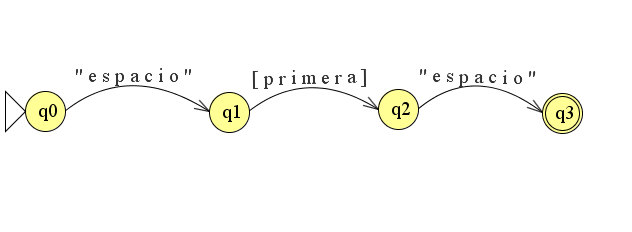 "espacio" [primera] "espacio"
q0 q1 q2 q3